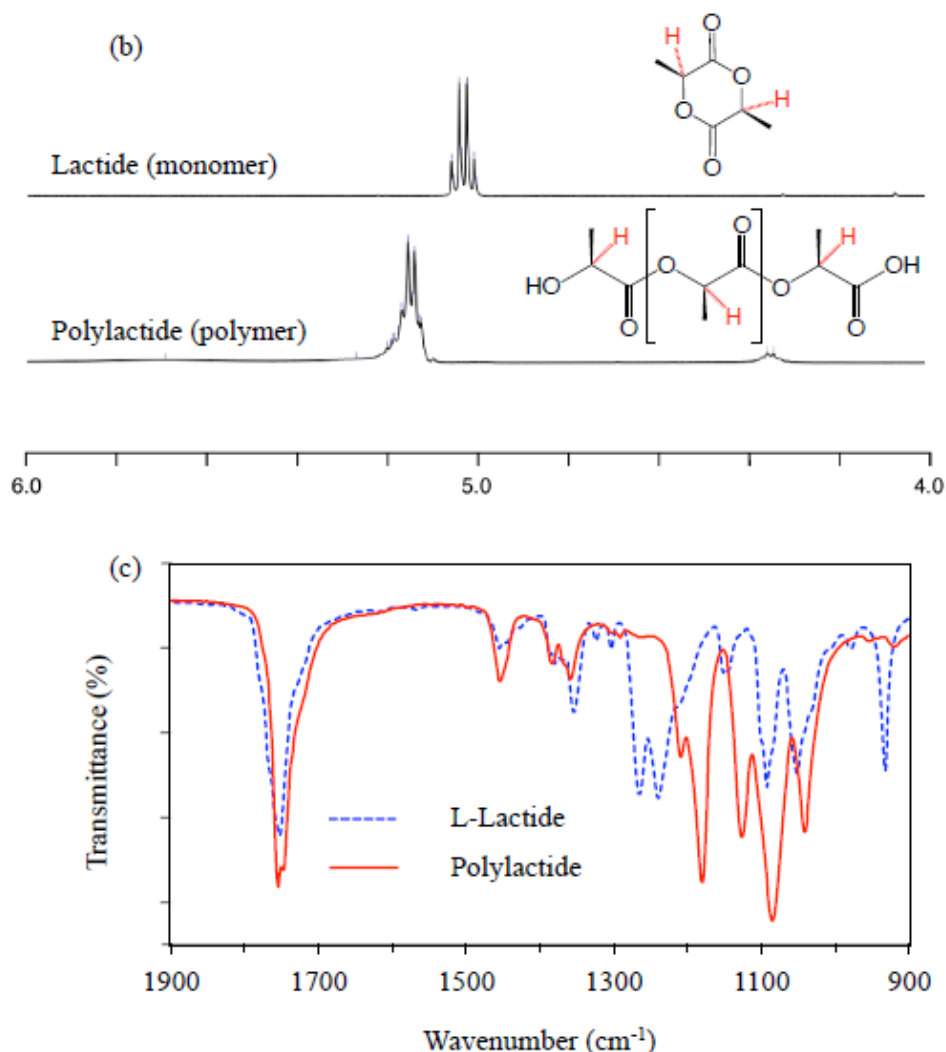 (b)
H
O
O
H
O
O
Lactide (monomer)
H
O
H
O
OH
HO
O
O
H
O
Polylactide (polymer)
6.0
5.0
4.0
(c)
Transmittance (%)
L-Lactide
Polylactide
1900
1700
1500
1300
1100
900
Wavenumber (cm⁻¹)